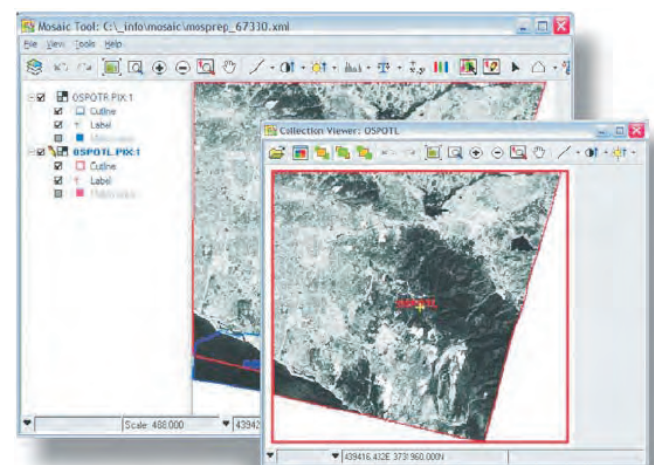 Mosaic Tool: C:\_info\mosaic\mosprep_67330.xml
File View Tools Help
OSPOTR.PIX:1
Outline
Label
OSPOTL.PIX:1
Outline
Label
Scale: 488.000
Collection Viewer: OSPOTL
OSPOTL
439416.432E 3731960.000N